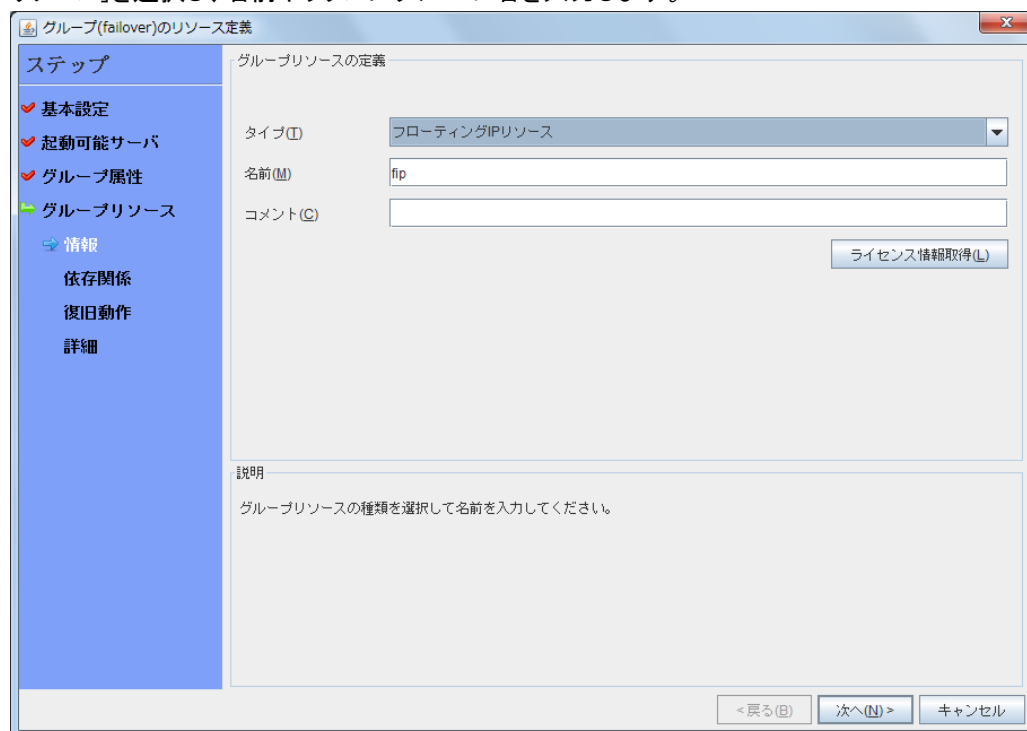 グループ(failover)のリソース定義
ステップ
基本設定
起動可能サーバ
グループ属性
グループリソース
情報
依存関係
復旧動作
詳細
グループリソースの定義
タイプ(T) フローティングIPリソース
名前(M) fip
コメント(C)
ライセンス情報取得(L)
説明
グループリソースの種類を選択して名前を入力してください。
<戻る(B) 次へ(N)> キャンセル